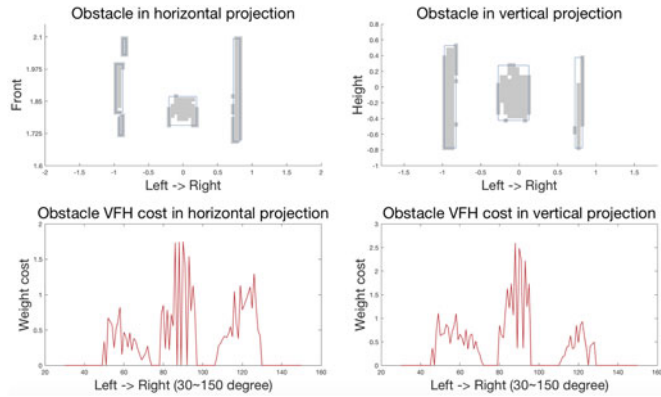 Obstacle in horizontal projection
Obstacle in vertical projection
Front
2.1
1.975
1.85
1.725
1.6
-2 -1.5 -1 -0.5 0 0.5 1 1.5 2
Left -> Right
Height
0.8
0.6
0.4
0.2
0
-0.2
-0.4
-0.6
-0.8
-1
-1.5 -1 -0.5 0 0.5 1 1.5
Left -> Right
Obstacle VFH cost in horizontal projection
Obstacle VFH cost in vertical projection
Weight cost
2
1.5
1
0.5
0
20 40 60 80 100 120 140 160
Left -> Right (30~150 degree)
Weight cost
3
2.5
2
1.5
1
0.5
0
20 40 60 80 100 120 140 160
Left -> Right (30~150 degree)